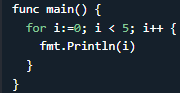 func main() {
  for i:=0; i < 5; i++ {
    fmt.Println(i)
  }
}